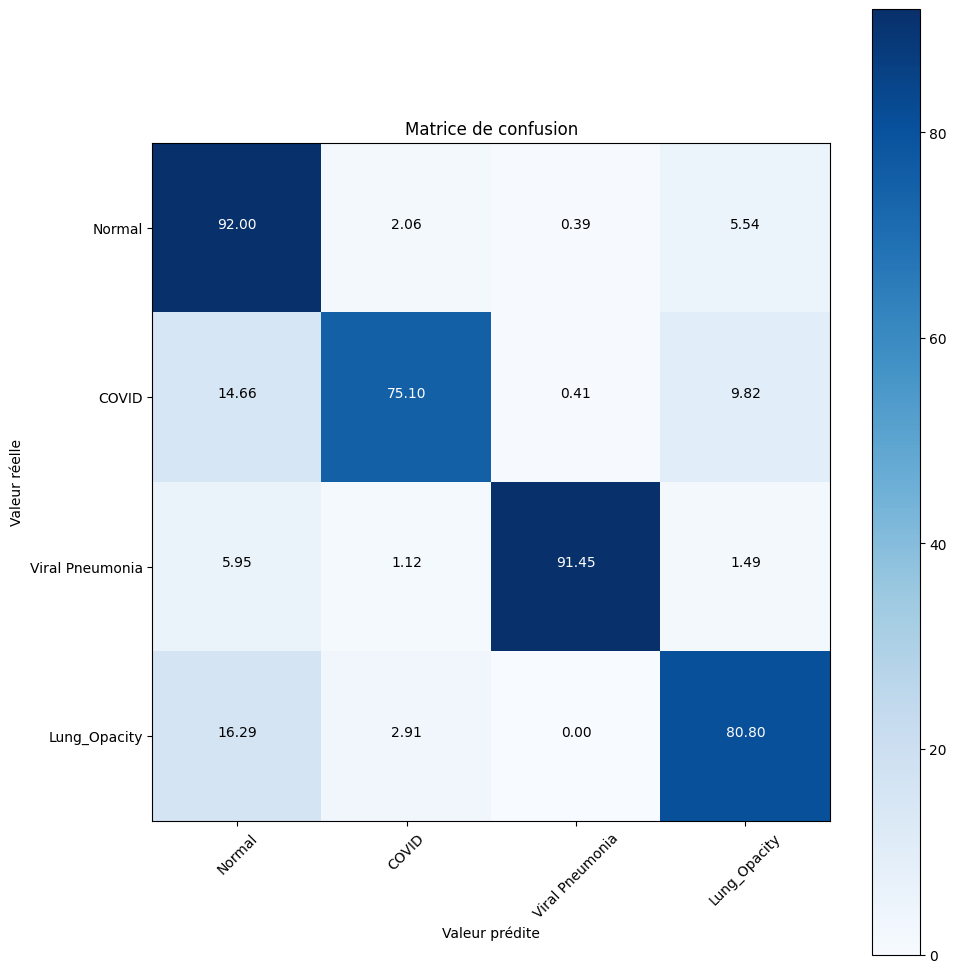 Matrice de confusion
Normal 92.00 2.06 0.39 5.54
COVID 14.66 75.10 0.41 9.82
Viral Pneumonia 5.95 1.12 91.45 1.49
Lung_Opacity 16.29 2.91 0.00 80.80
Normal COVID Viral Pneumonia Lung_Opacity
Valeur prédite
Valeur réelle
80
60
40
20
0